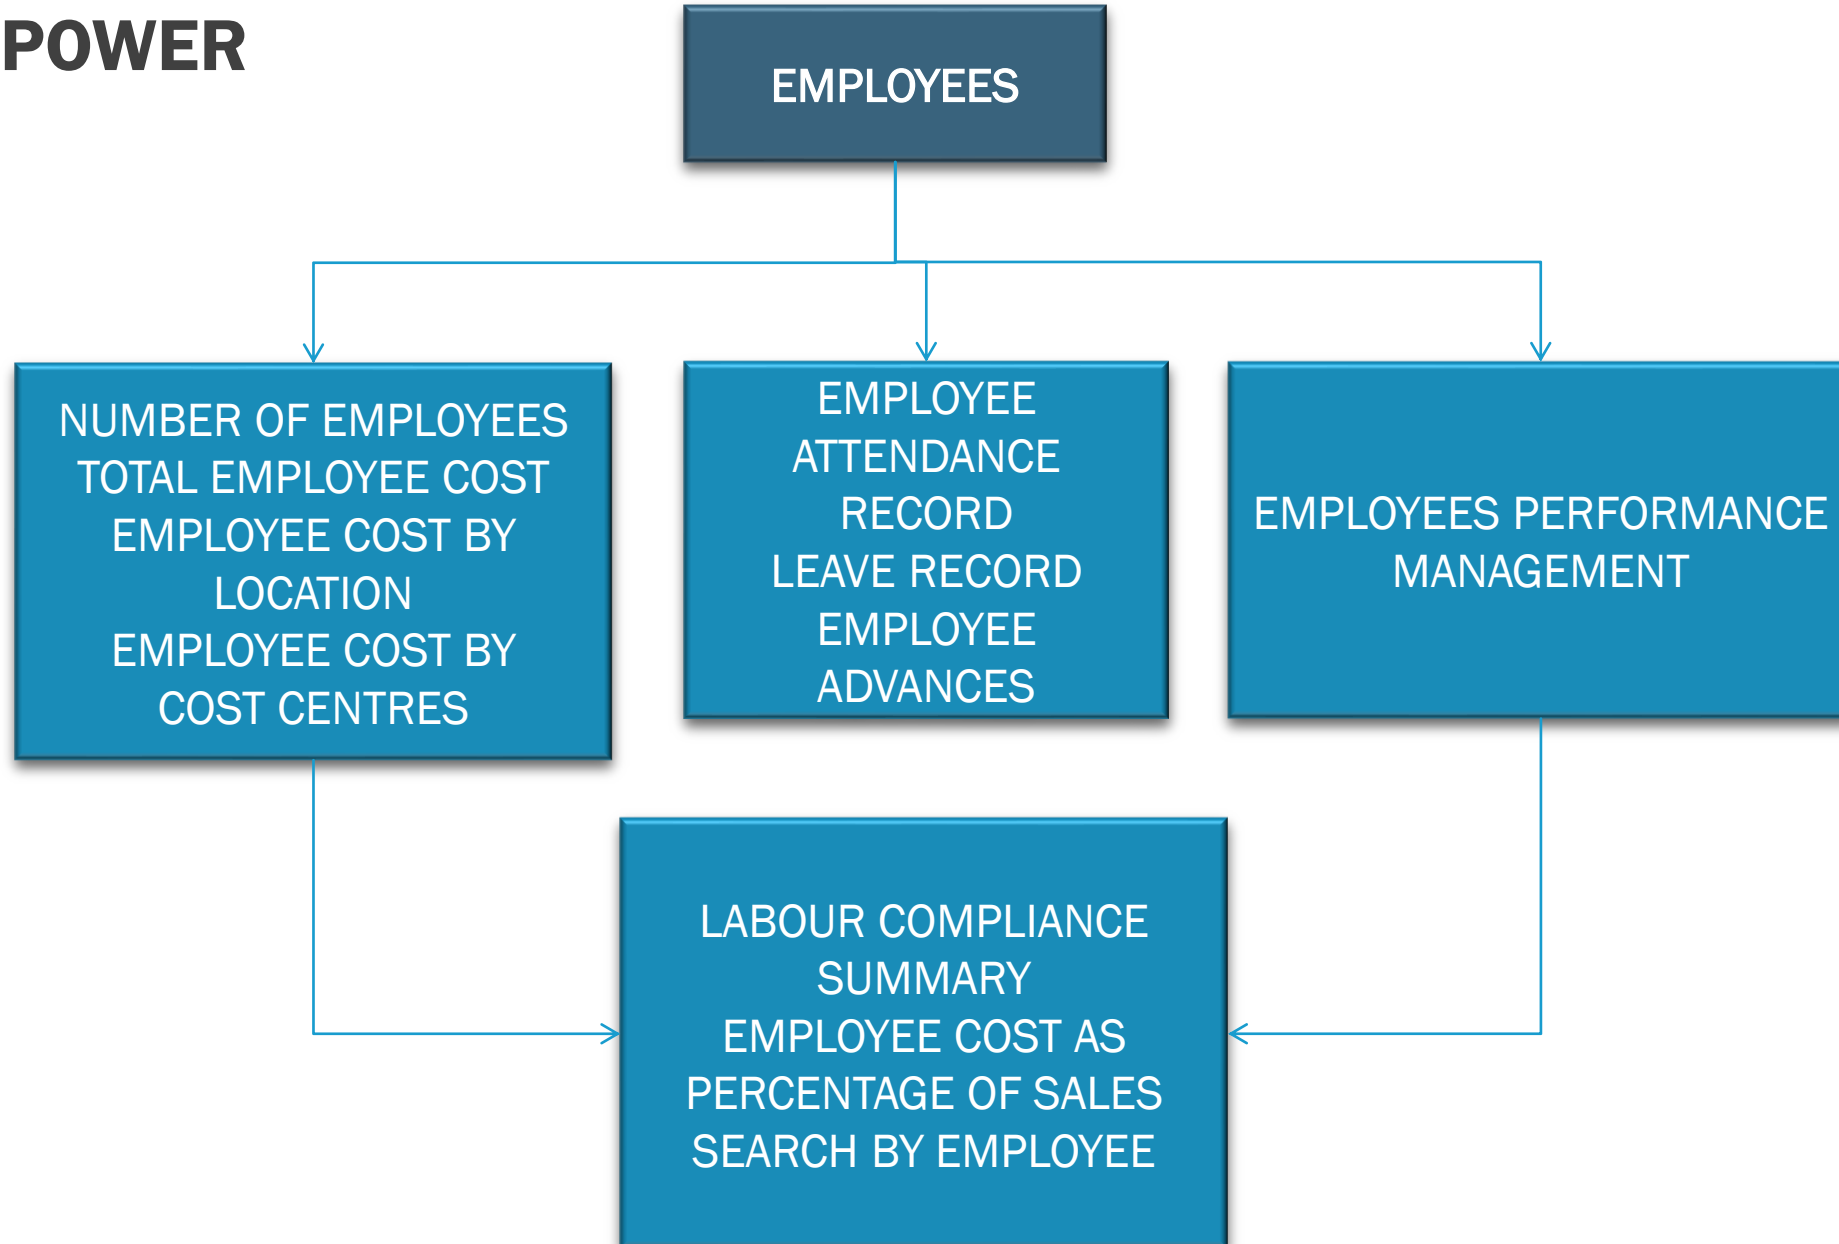 POWER
EMPLOYEES
NUMBER OF EMPLOYEES
TOTAL EMPLOYEE COST
EMPLOYEE COST BY
LOCATION
EMPLOYEE COST BY
COST CENTRES
EMPLOYEE
ATTENDANCE
RECORD
LEAVE RECORD
EMPLOYEE
ADVANCES
EMPLOYEES PERFORMANCE
MANAGEMENT
LABOUR COMPLIANCE
SUMMARY
EMPLOYEE COST AS
PERCENTAGE OF SALES
SEARCH BY EMPLOYEE